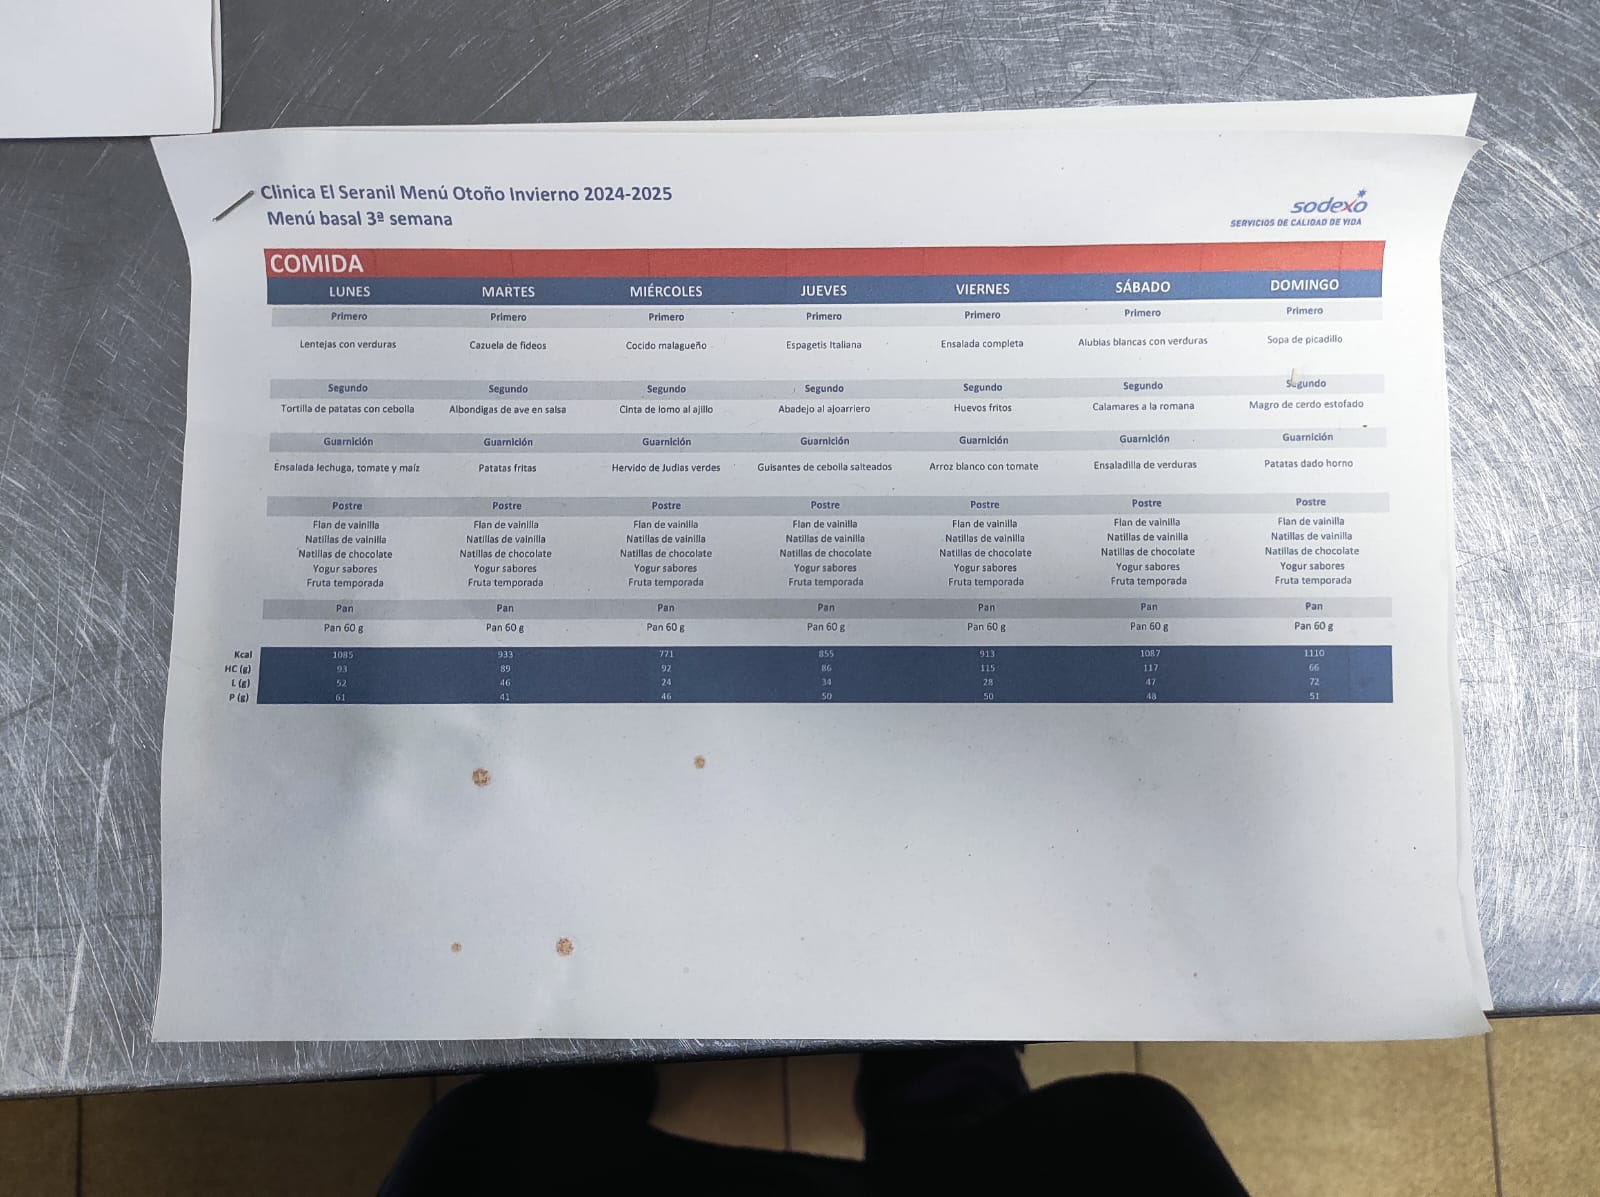 Clinica El Seranil Menú Otoño Invierno 2024-2025
Menú basal 3ª semana
sodexo
SERVICIOS DE CALIDAD DE VIDA
COMIDA
LUNES MARTES MIÉRCOLES JUEVES VIERNES SÁBADO DOMINGO
Primero Primero Primero Primero Primero Primero Primero
Lentejas con verduras Cazuela de fideos Cocido malagueño Espagetis Italiana Ensalada completa Alubias blancas con verduras Sopa de picadillo
Segundo Segundo Segundo Segundo Segundo Segundo Segundo
Tortilla de patatas con cebolla Albondigas de ave en salsa Cinta de lomo al ajillo Abadejo al ajoarriero Huevos fritos Calamares a la romana Magro de cerdo estofado
Guarnición Guarnición Guarnición Guarnición Guarnición Guarnición Guarnición
Ensalada lechuga, tomate y maíz Patatas fritas Hervido de Judias verdes Guisantes de cebolla salteados Arroz blanco con tomate Ensaladilla de verduras Patatas dado horno
Postre Postre Postre Postre Postre Postre Postre
Flan de vainilla Flan de vainilla Flan de vainilla Flan de vainilla Flan de vainilla Flan de vainilla Flan de vainilla
Natillas de vainilla Natillas de vainilla Natillas de vainilla Natillas de vainilla Natillas de vainilla Natillas de vainilla Natillas de vainilla
Natillas de chocolate Natillas de chocolate Natillas de chocolate Natillas de chocolate Natillas de chocolate Natillas de chocolate Natillas de chocolate
Yogur sabores Yogur sabores Yogur sabores Yogur sabores Yogur sabores Yogur sabores Yogur sabores
Fruta temporada Fruta temporada Fruta temporada Fruta temporada Fruta temporada Fruta temporada Fruta temporada
Pan Pan Pan Pan Pan Pan Pan
Pan 60 g Pan 60 g Pan 60 g Pan 60 g Pan 60 g Pan 60 g Pan 60 g
Kcal 1085 933 771 855 913 1087 1110
HC (g) 93 89 92 86 115 117 66
L (g) 52 46 24 34 28 47 72
P (g) 61 41 46 50 50 48 51